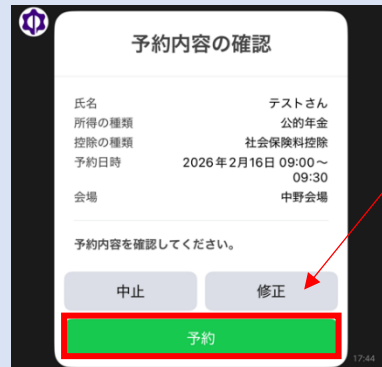 予約内容の確認
氏名 テストさん
所得の種類 公的年金
控除の種類 社会保険料控除
予約日時 2026年2月16日 09:00～
09:30
会場 中野会場
予約内容を確認してください。
中止 修正
予約
17:44